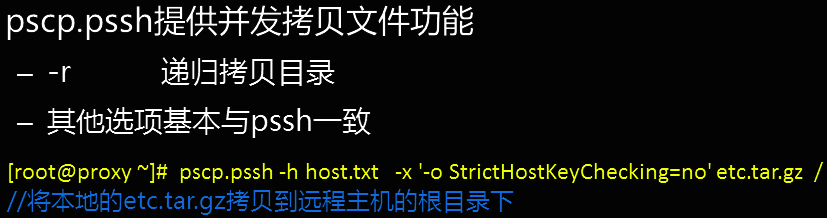 pscp.pssh提供并发拷贝文件功能
– -r 递归拷贝目录
– 其他选项基本与pssh一致
[root@proxy ~]# pscp.pssh -h host.txt -x '-o StrictHostKeyChecking=no' etc.tar.gz /
//将本地的etc.tar.gz拷贝到远程主机的根目录下